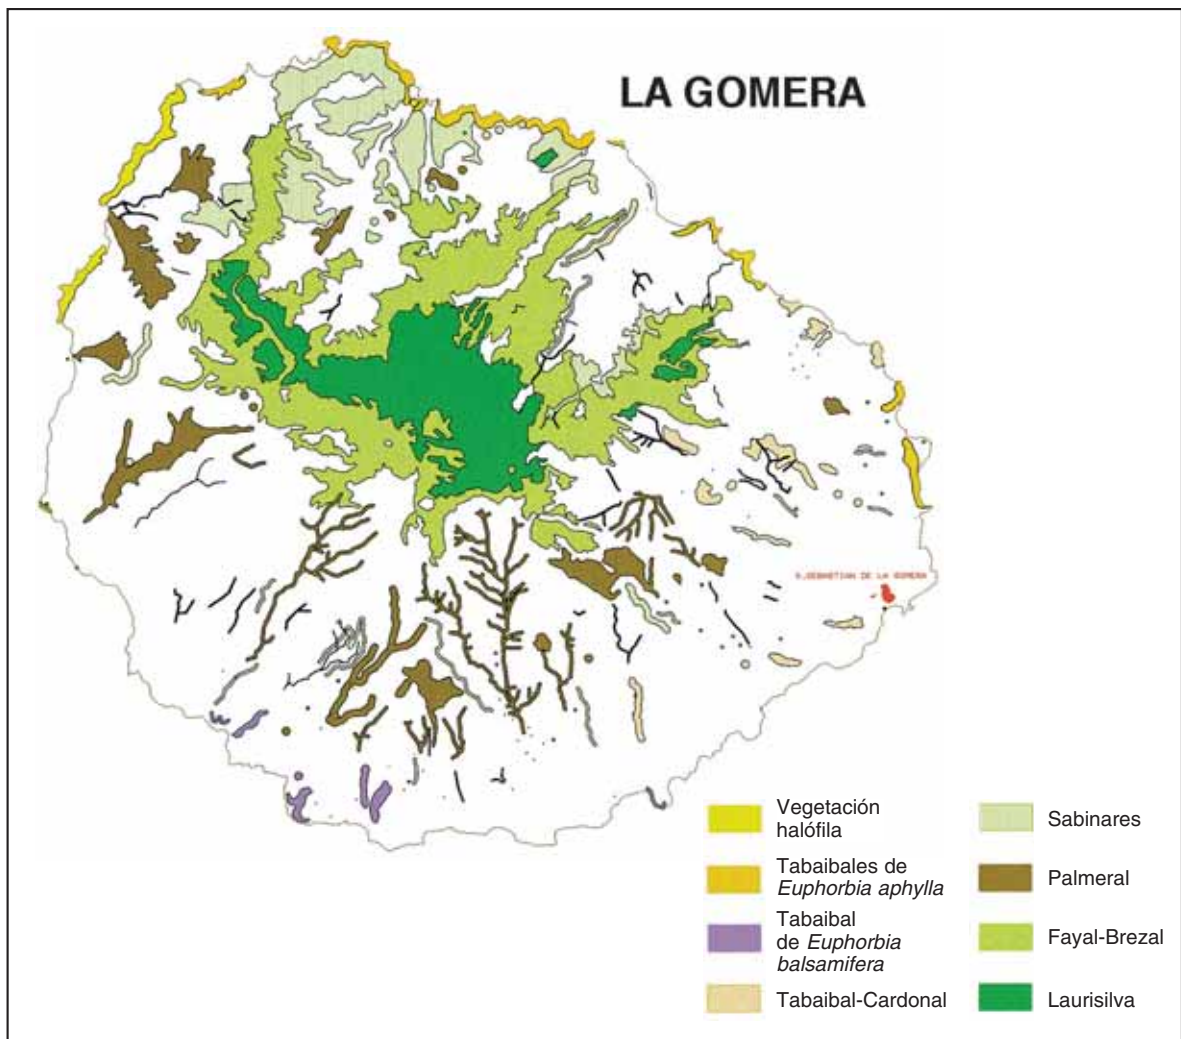 LA GOMERA
S.SEBASTIAN DE LA GOMERA
Vegetación
halófila
Tabaibales de
Euphorbia aphylla
Tabaibal
de Euphorbia
balsamifera
Tabaibal-Cardonal
Sabinares
Palmeral
Fayal-Brezal
Laurisilva